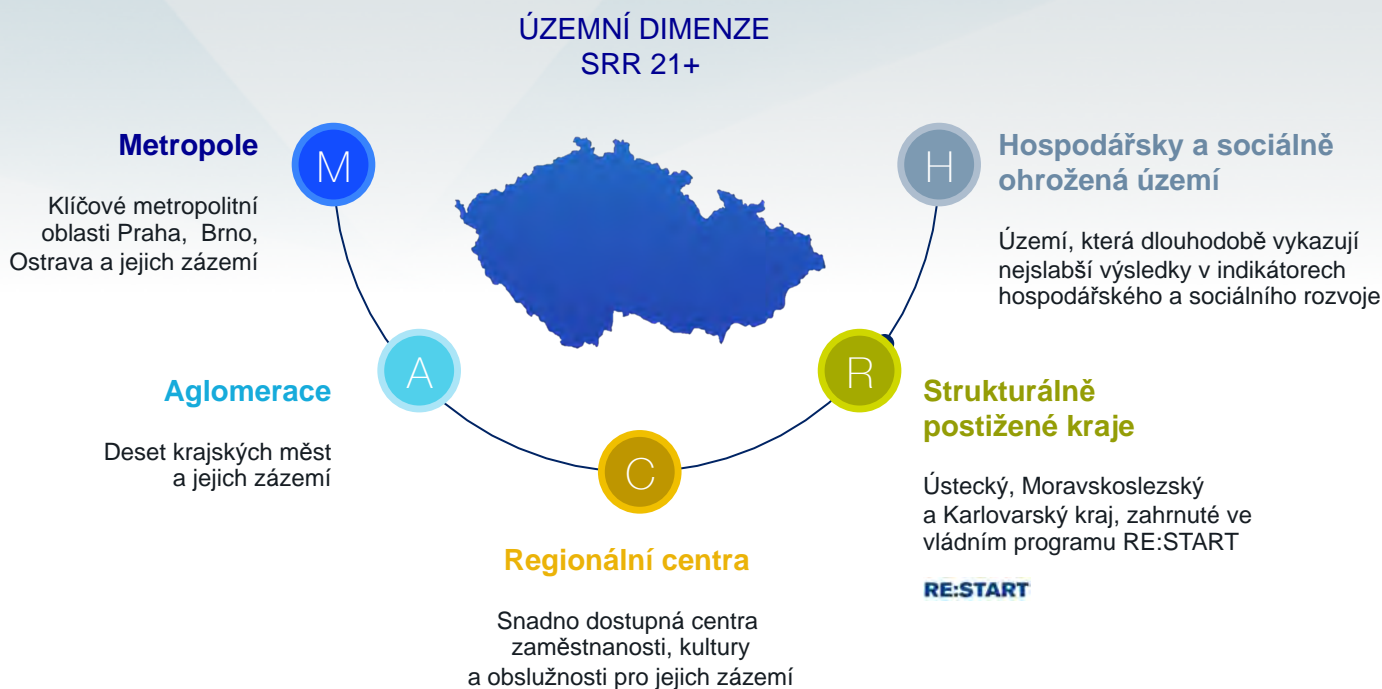 ÚZEMNÍ DIMENZE
SRR 21+
M
Metropole
Klíčové metropolitní
oblasti Praha, Brno,
Ostrava a jejich zázemí
A
Aglomerace
Deset krajských měst
a jejich zázemí
C
Regionální centra
Snadno dostupná centra
zaměstnanosti, kultury
a obslužnosti pro jejich zázemí
R
Strukturálně
postižené kraje
Ústecký, Moravskoslezský
a Karlovarský kraj, zahrnuté ve
vládním programu RE:START
RE:START
H
Hospodářsky a sociálně
ohrožená území
Území, která dlouhodobě vykazují
nejslabší výsledky v indikátorech
hospodářského a sociálního rozvoje